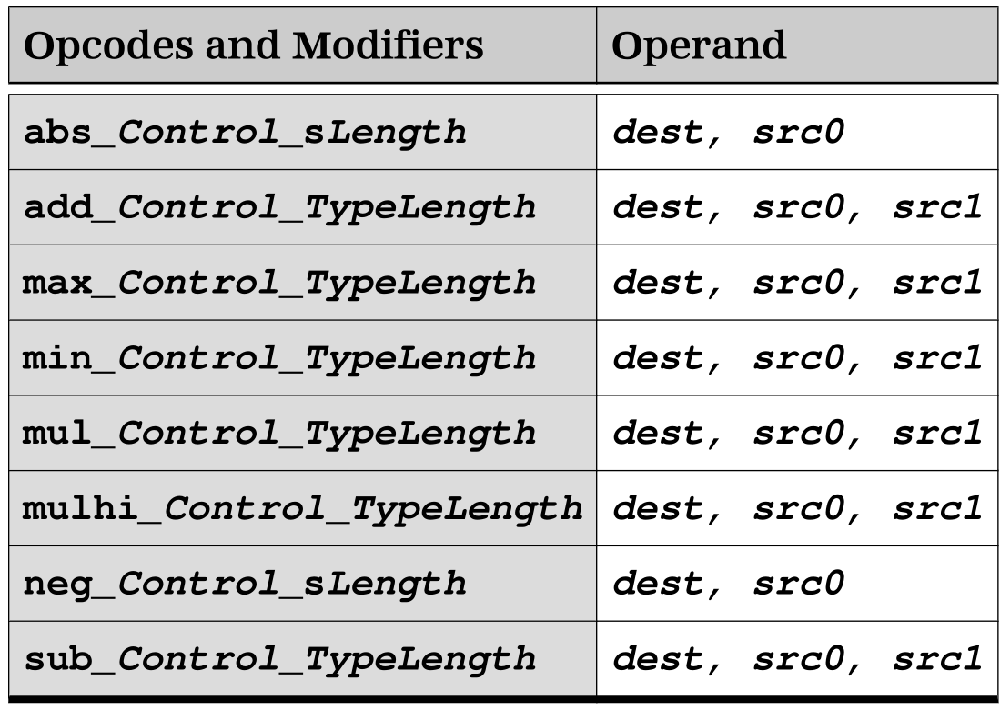 Opcodes and Modifiers Operand
abs_Control_sLength dest, src0
add_Control_TypeLength dest, src0, src1
max_Control_TypeLength dest, src0, src1
min_Control_TypeLength dest, src0, src1
mul_Control_TypeLength dest, src0, src1
mulhi_Control_TypeLength dest, src0, src1
neg_Control_sLength dest, src0
sub_Control_TypeLength dest, src0, src1